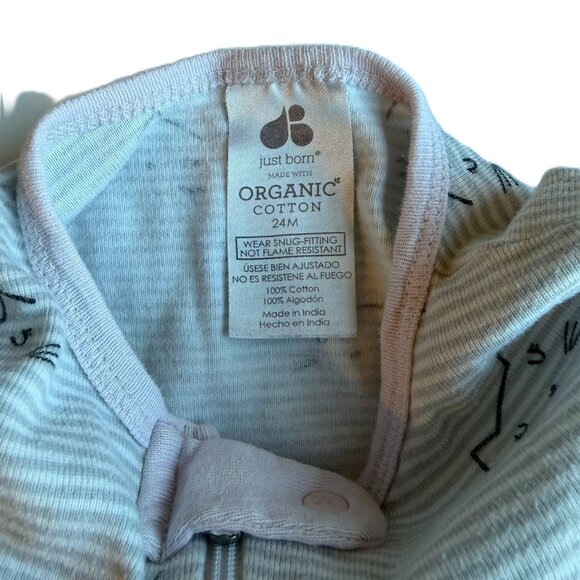 just born®
MADE WITH
ORGANIC
COTTON
24M
WEAR SNUG-FITTING
NOT FLAME RESISTANT
ÚSESE BIEN AJUSTADO
NO ES RESISTENE AL FUEGO
100% Cotton
100% Algodón
Made in India
Hecho en India